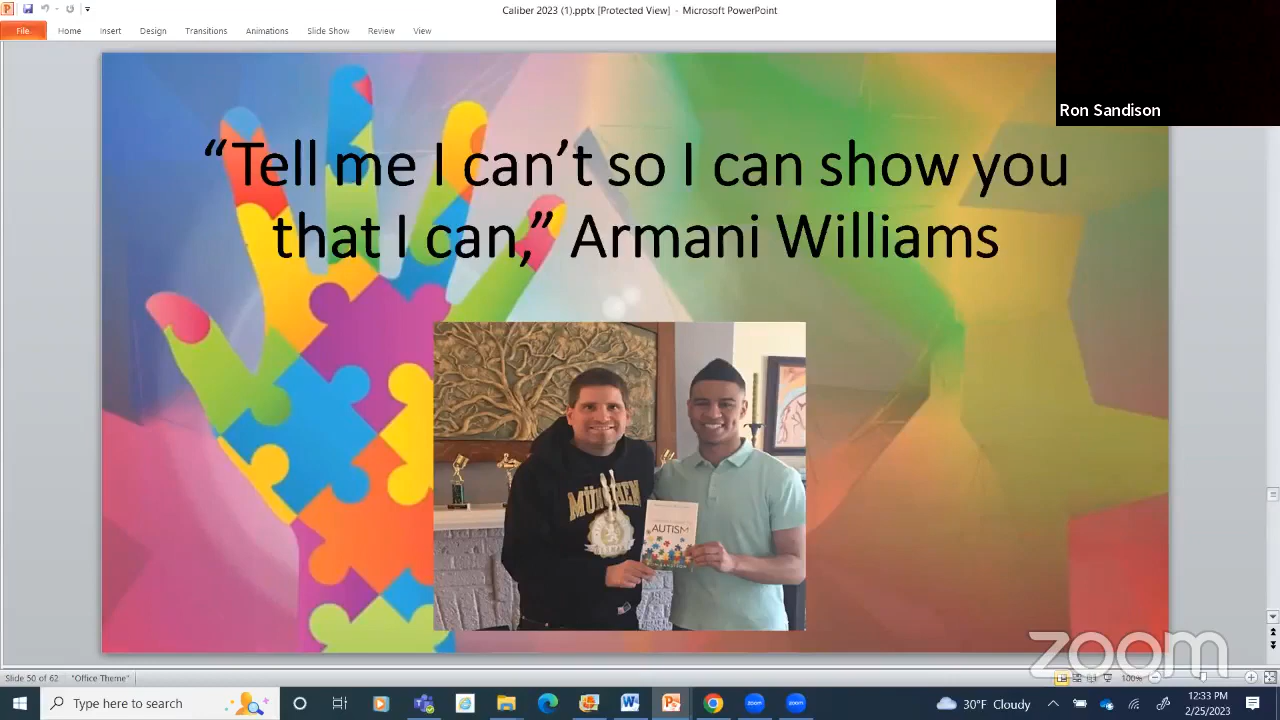 Caliber 2023 (1).pptx [Protected View] - Microsoft PowerPoint
File Home Insert Design Transitions Animations Slide Show Review View
Ron Sandison
“Tell me I can’t so I can show you
that I can,” Armani Williams
MÜNCHEN
AUTISM
zoom
Slide 50 of 62 "Office Theme" 100%
Type here to search
30°F Cloudy
12:33 PM
2/25/2023